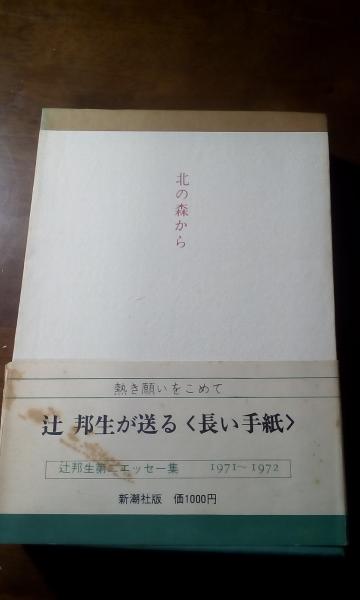 北の森から
熱き願いをこめて
辻 邦生が送る〈長い手紙〉
辻邦生第二エッセー集 1971~1972
新潮社版 価1000円